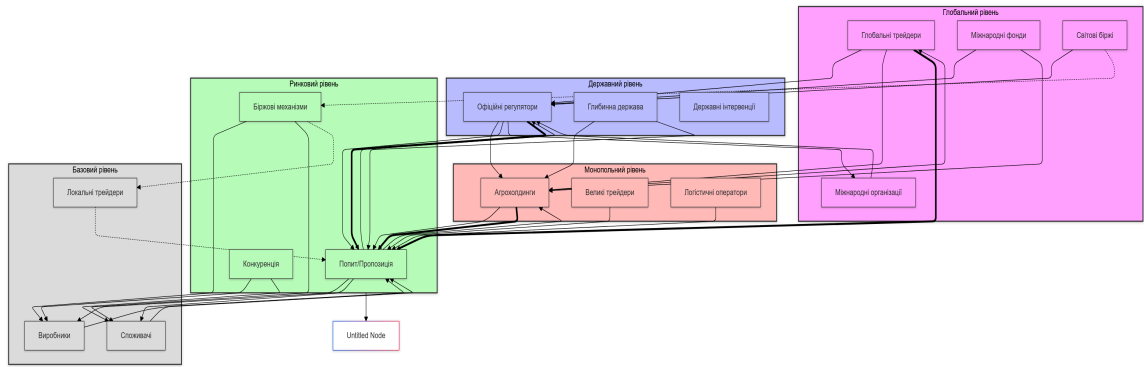 Глобальний рівень
Глобальні трейдери
Міжнародні фонди
Світові біржі
Міжнародні організації
Державний рівень
Офіційні регулятори
Глибинна держава
Державні інтервенції
Ринковий рівень
Біржові механізми
Конкуренція
Попит/Пропозиція
Монопольний рівень
Агрохолдинги
Великі трейдери
Логістичні оператори
Базовий рівень
Локальні трейдери
Виробники
Споживачі
Untitled Node